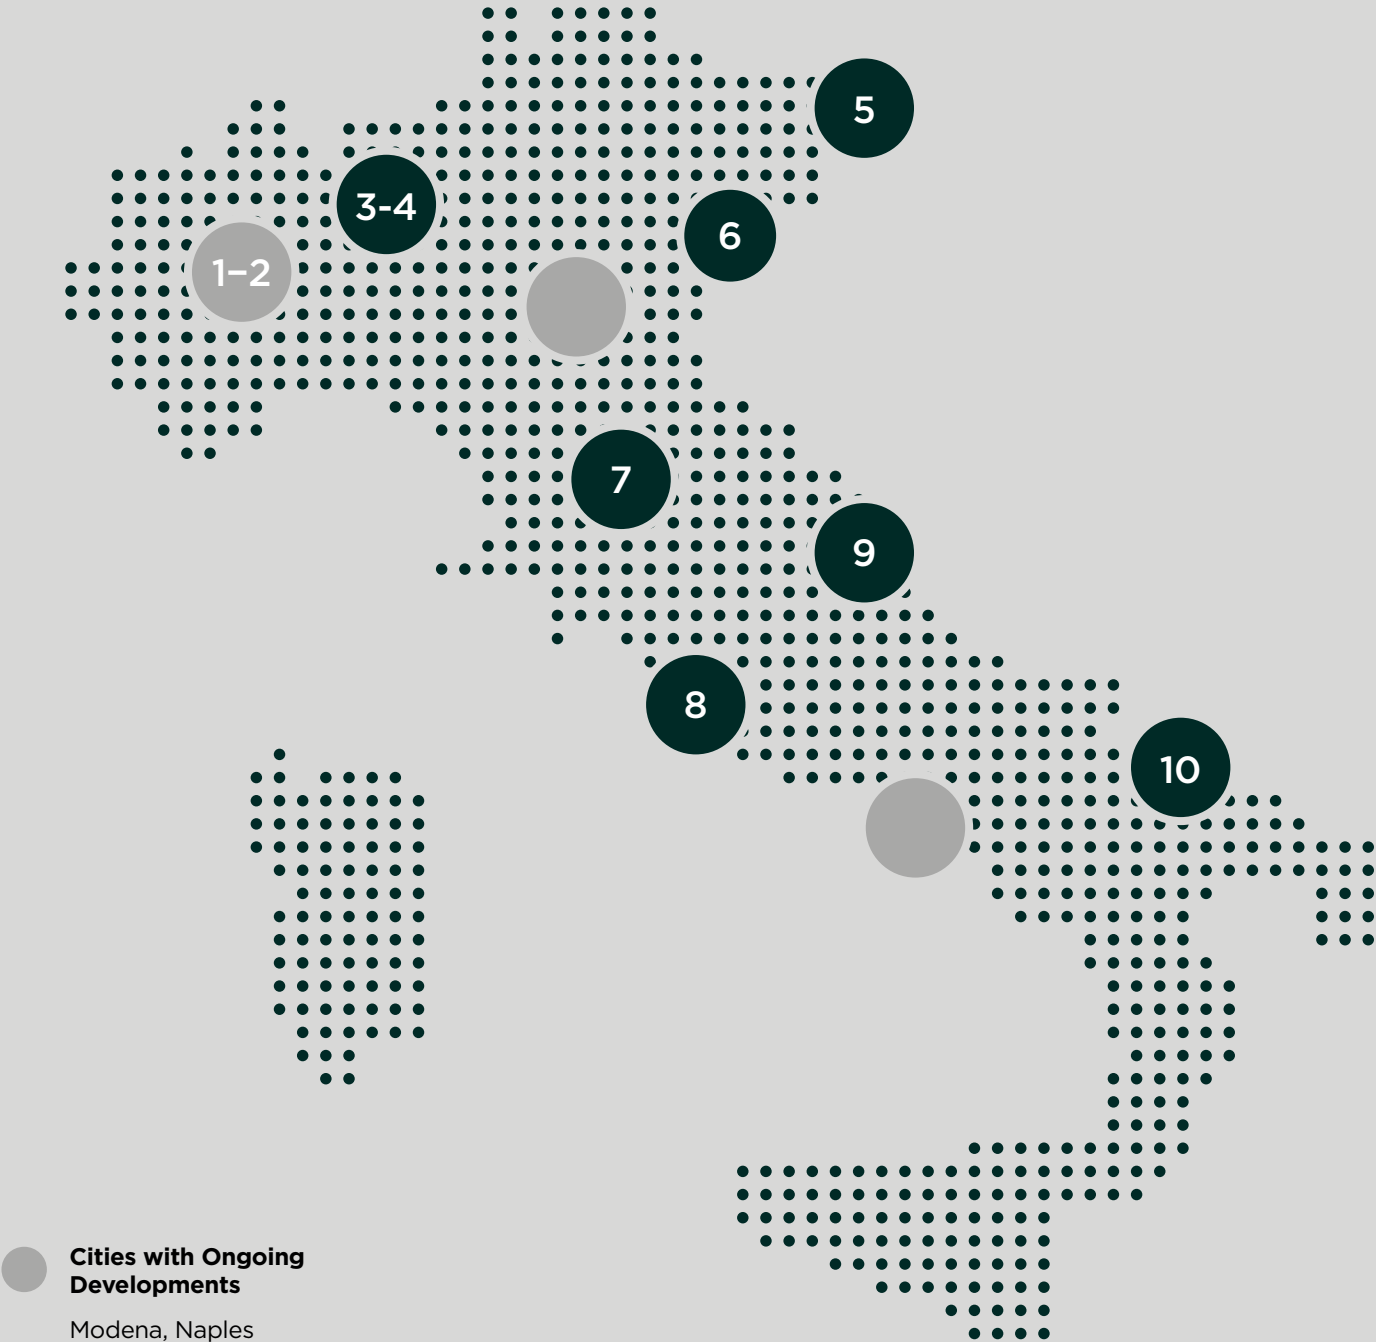 5
3-4
6
1–2
7
9
8
10
Cities with Ongoing
Developments
Modena, Naples